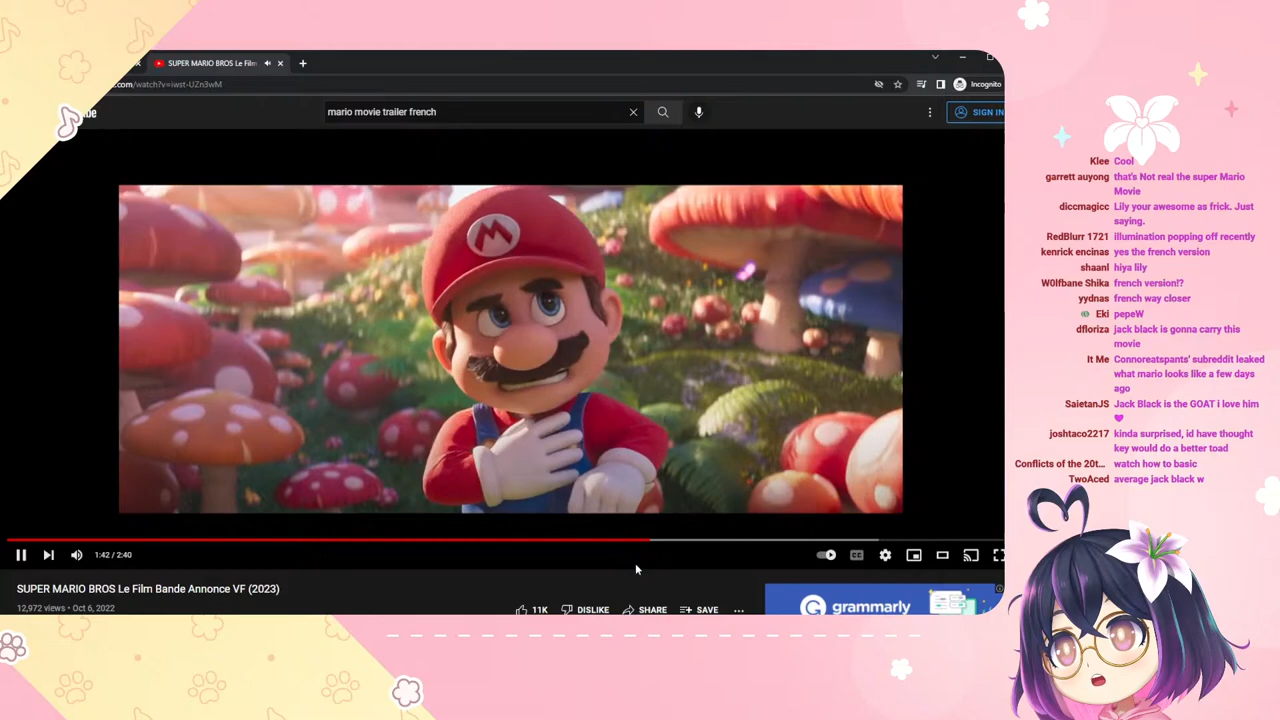 SUPER MARIO BROS Le Film
.com/watch?v=iwst-UZn3wM
Incognito
mario movie trailer french
SIGN IN
M
1:42 / 2:40
CC
SUPER MARIO BROS Le Film Bande Annonce VF (2023)
12,972 views • Oct 6, 2022
11K
DISLIKE
SHARE
SAVE
grammarly
Klee Cool
garrett auyong that's Not real the super Mario
Movie
diccmagicc Lily your awesome as frick. Just
saying.
RedBlurr 1721 illumination popping off recently
kenrick encinas yes the french version
shaanl hiya lily
W0lfbane Shika french version!?
yydnas french way closer
Eki pepeW
dfloriza jack black is gonna carry this
movie
It Me Connoreatspants' subreddit leaked
what mario looks like a few days
ago
SaietanJS Jack Black is the GOAT i love him
joshtaco2217 kinda surprised, id have thought
key would do a better toad
Conflicts of the 20t... watch how to basic
TwoAced average jack black w